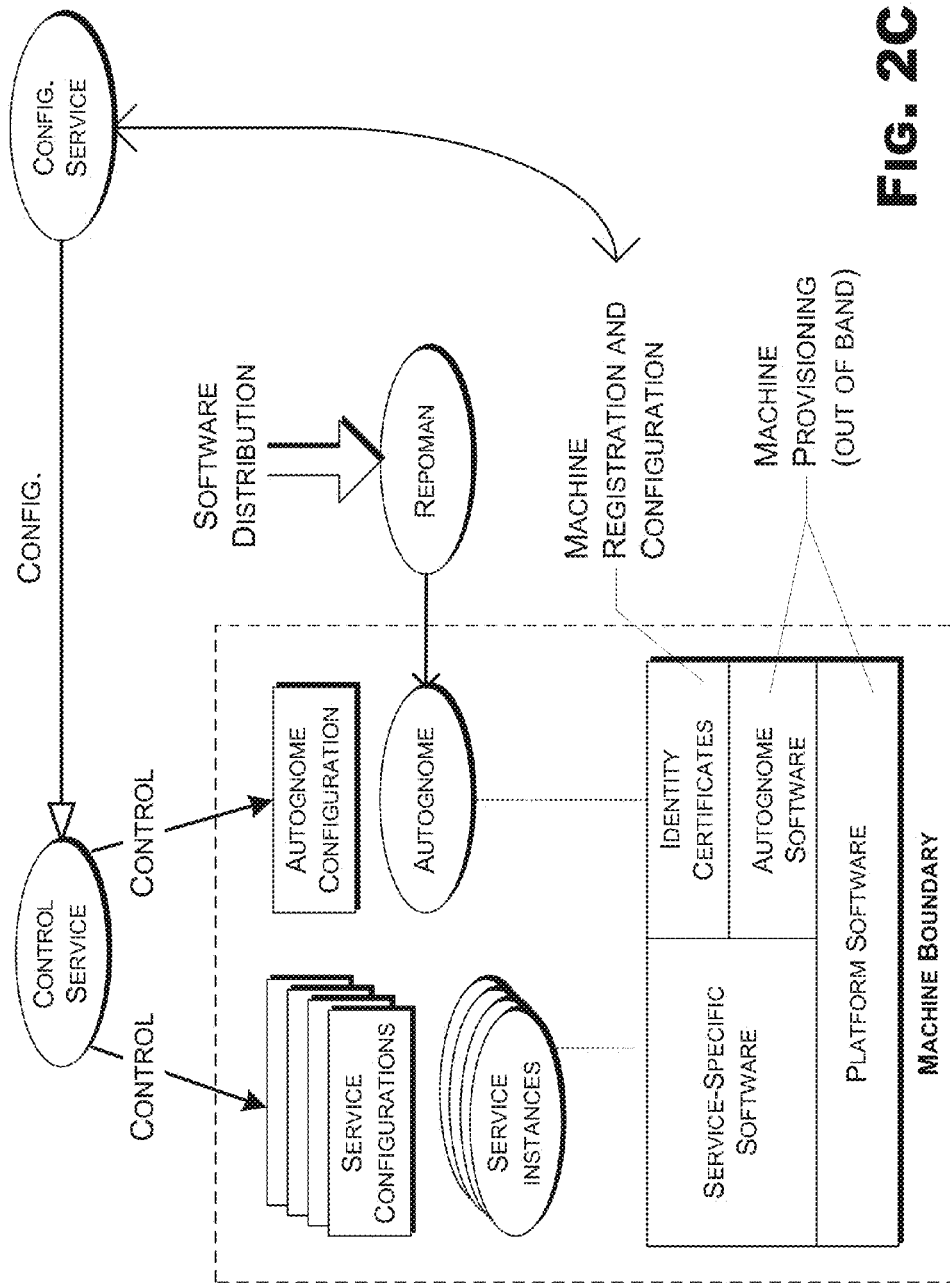 CONFIG.
CONTROL
SERVICE
CONFIG.
SERVICE
CONTROL
CONTROL
SOFTWARE
DISTRIBUTION
SERVICE
CONFIGURATIONS
AUTOGNOME
CONFIGURATION
SERVICE
INSTANCES
AUTOGNOME
REPOMAN
MACHINE
REGISTRATION AND
CONFIGURATION
SERVICE-SPECIFIC
SOFTWARE
IDENTITY
CERTIFICATES
AUTOGNOME
SOFTWARE
MACHINE
PROVISIONING
(OUT OF BAND)
PLATFORM SOFTWARE
MACHINE BOUNDARY
FIG. 2C